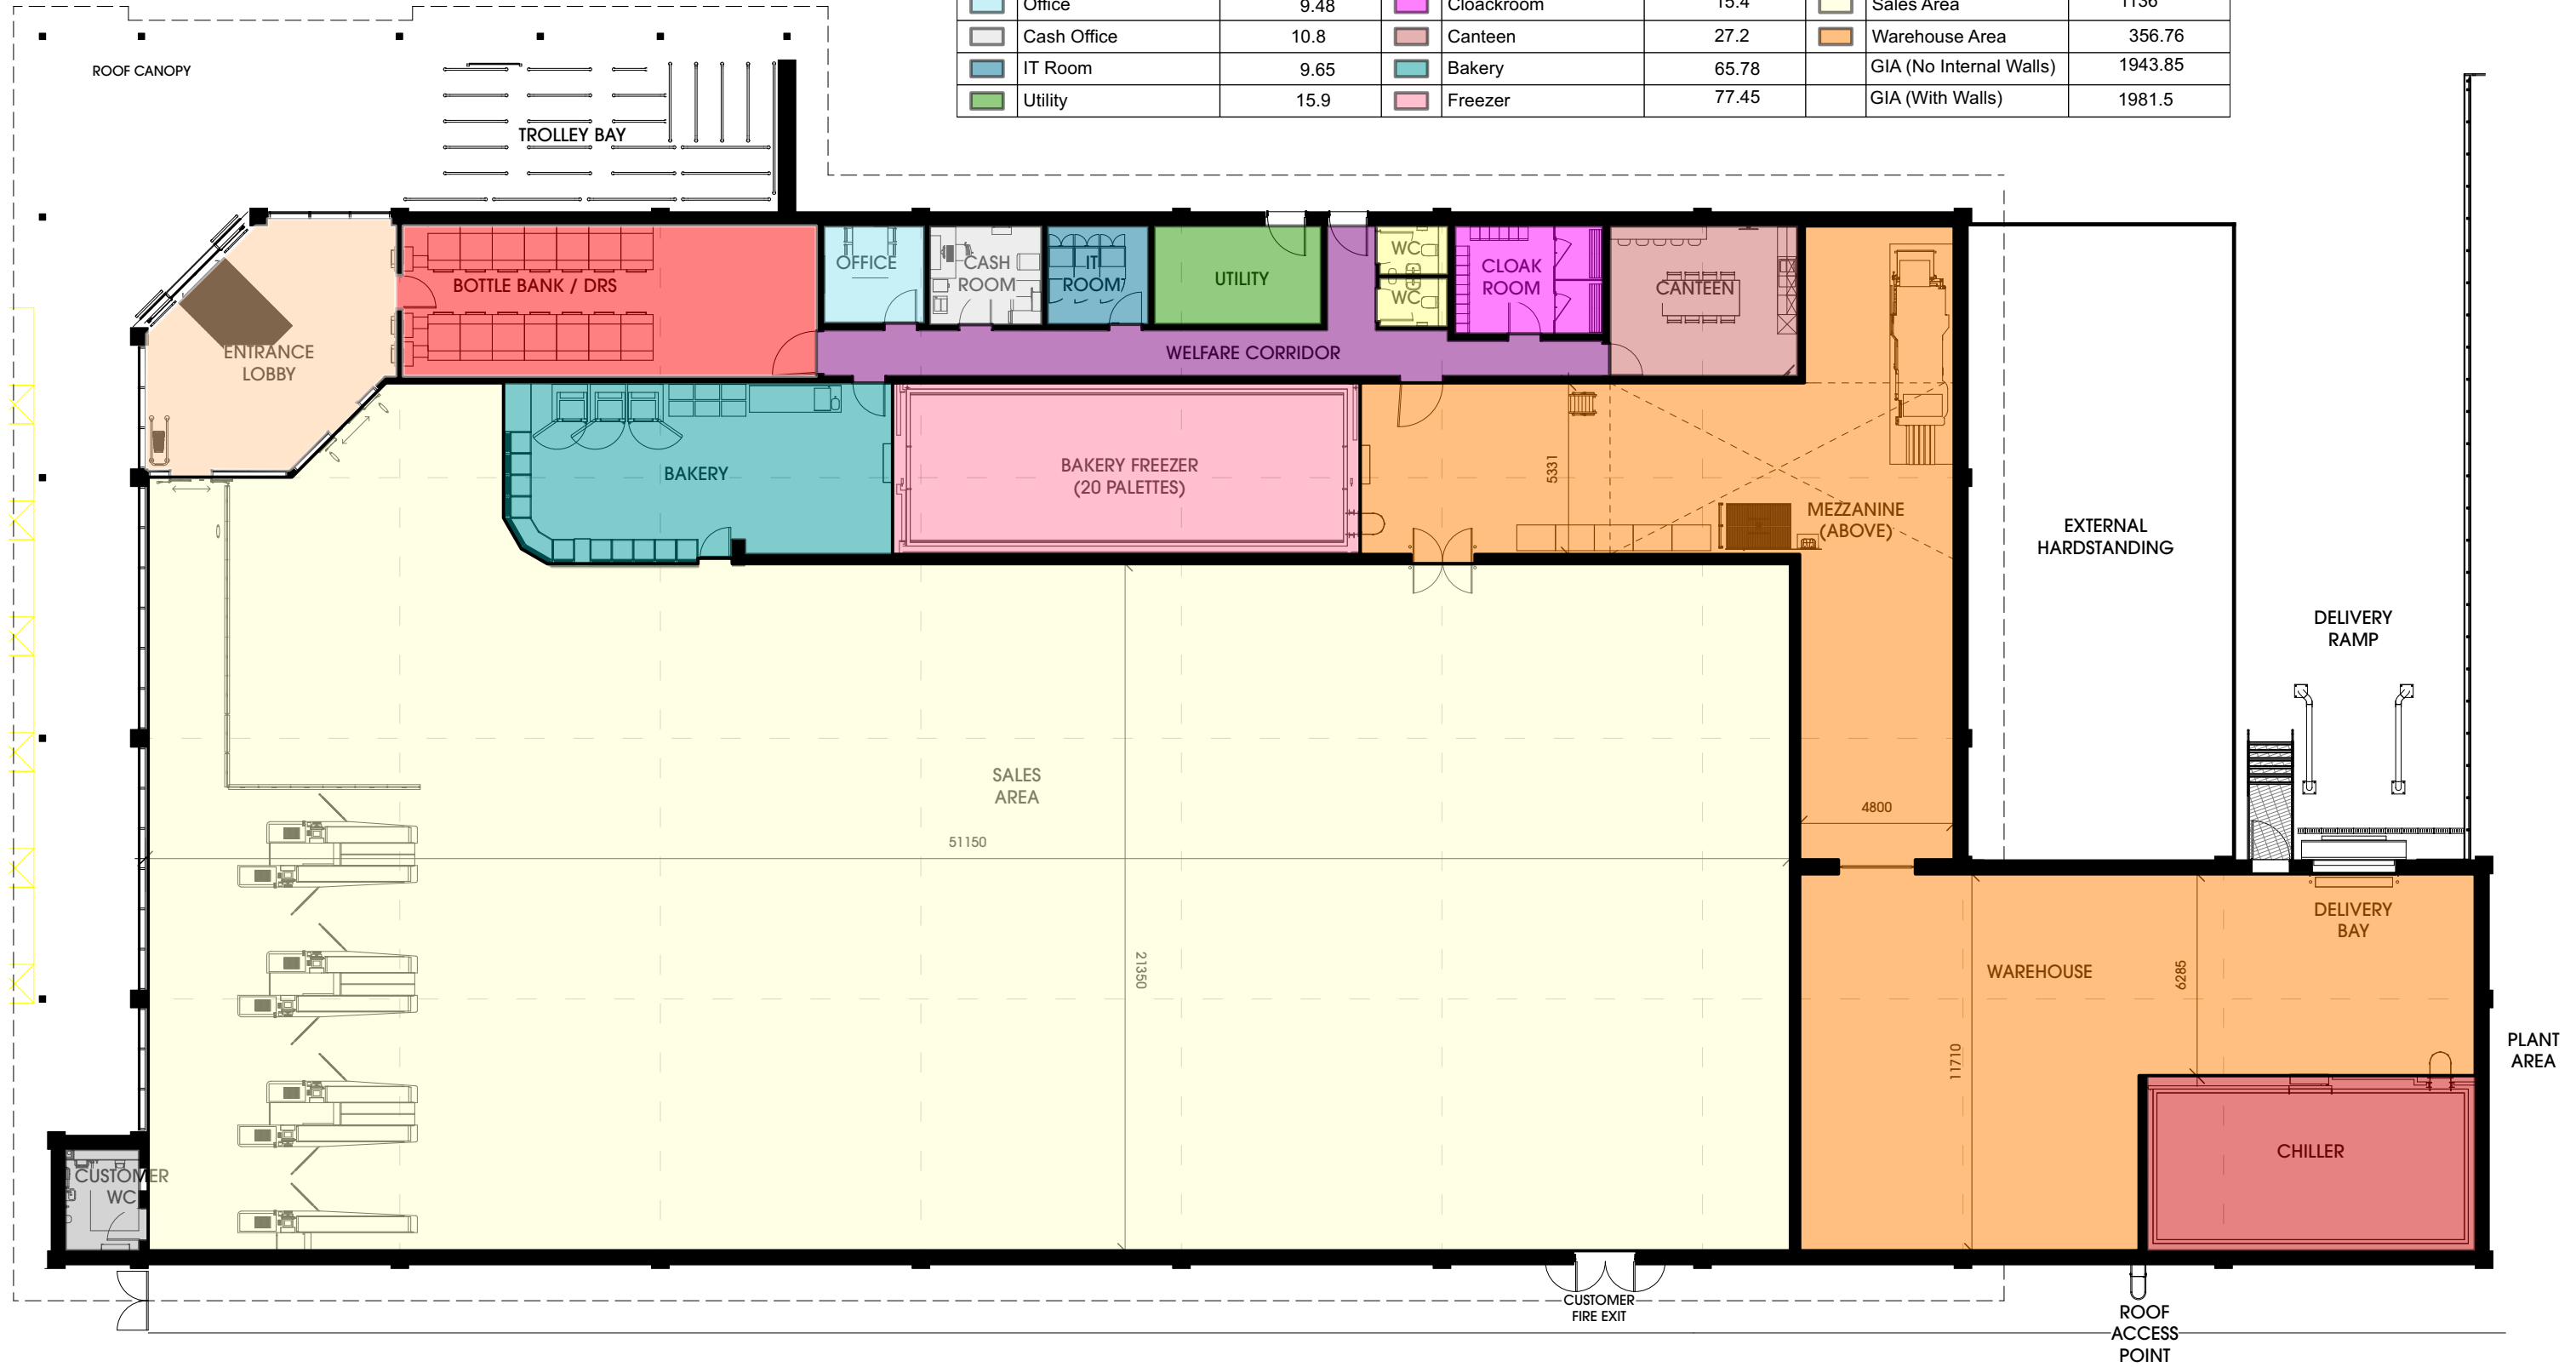 Office 9.48 Cloackroom 15.4 Sales Area 1136
Cash Office 10.8 Canteen 27.2 Warehouse Area 356.76
IT Room 9.65 Bakery 65.78 GIA (No Internal Walls) 1943.85
Utility 15.9 Freezer 77.45 GIA (With Walls) 1981.5
ROOF CANOPY
TROLLEY BAY
ENTRANCE
LOBBY
BOTTLE BANK / DRS
OFFICE
CASH
ROOM
IT
ROOM
UTILITY
WC
WC
CLOAK
ROOM
CANTEEN
WELFARE CORRIDOR
BAKERY
BAKERY FREEZER
(20 PALETTES)
5331
MEZZANINE
(ABOVE)
EXTERNAL
HARDSTANDING
DELIVERY
RAMP
SALES
AREA
51150
21350
4800
DELIVERY
BAY
WAREHOUSE
6285
11710
PLANT
AREA
CHILLER
CUSTOMER
WC
CUSTOMER
FIRE EXIT
ROOF
ACCESS
POINT